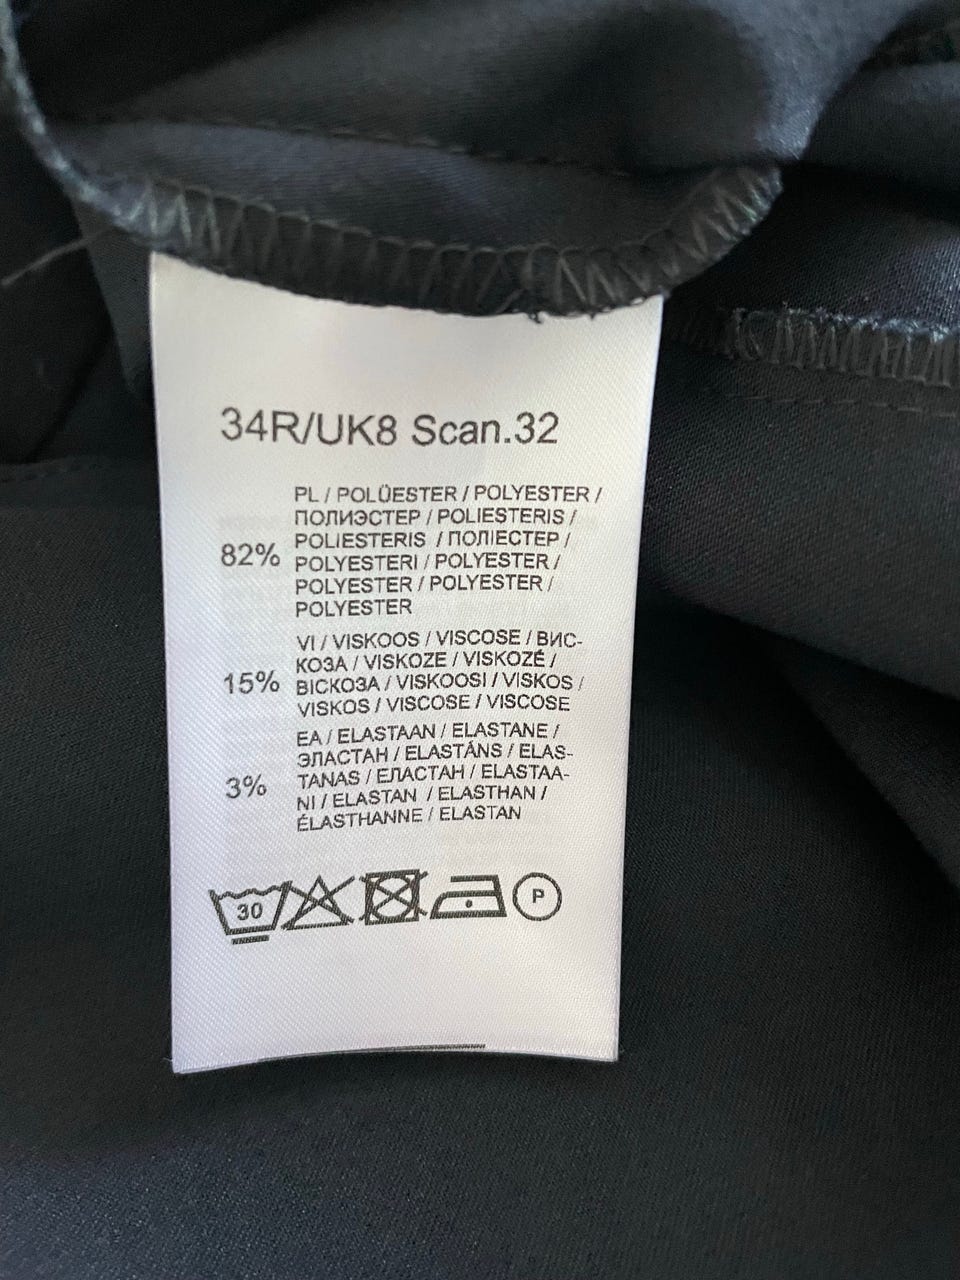 34R/UK8 Scan.32
PL / POLÜESTER / POLYESTER /
ПОЛИЭСТЕР / POLIESTERIS /
POLIESTERIS / ПОЛІЕСТЕР /
82%
POLYESTERI / POLYESTER /
POLYESTER / POLYESTER /
POLYESTER
VI / VISKOOS / VISCOSE / ВИС-
КОЗА / VISKOZE / VISKOZÉ /
15%
ВІСКОЗА / VISKOOSI / VISKOS /
VISKOS / VISCOSE / VISCOSE
EA / ELASTAAN / ELASTANE /
ЭЛАСТАН / ELASTÁNS / ELAS-
3%
TANAS / ЕЛАСТАН / ELASTAA-
NI / ELASTAN / ELASTHAN /
ÉLASTHANNE / ELASTAN
30
P